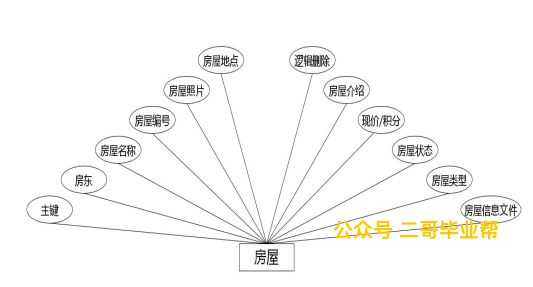 房屋地点
逻辑删除
房屋照片
房屋介绍
房屋编号
现价/积分
房屋名称
房屋状态
房东
房屋类型
主键
房屋信息文件
公众号 二哥毕业帮
房屋